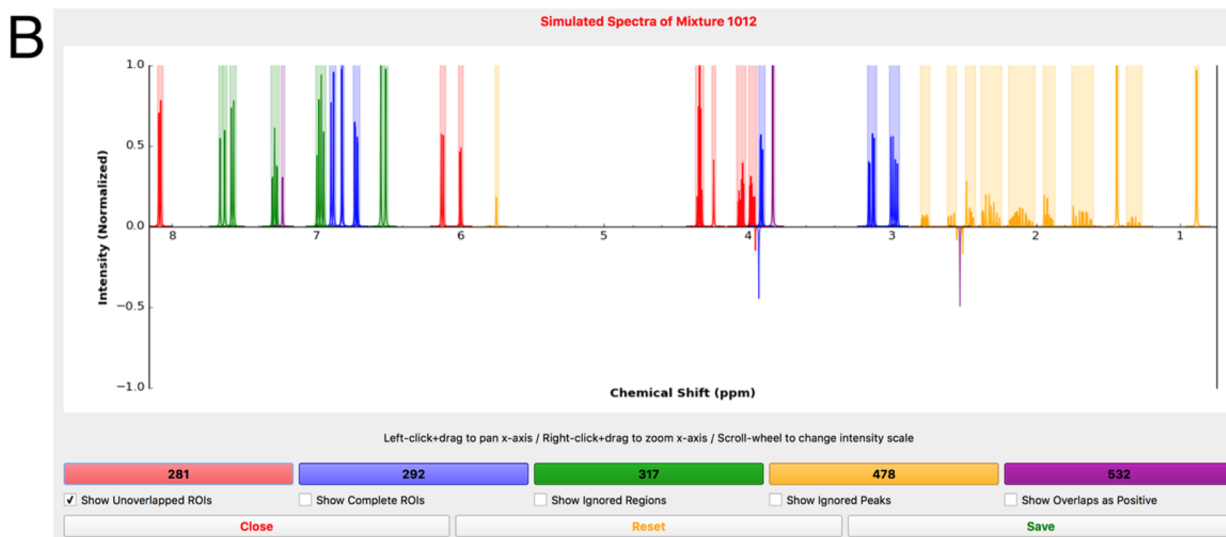 B
Simulated Spectra of Mixture 1012
1.0
0.5
0.0
−0.5
−1.0
Intensity (Normalized)
8 7 6 5 4 3 2 1
Chemical Shift (ppm)
Left-click+drag to pan x-axis / Right-click+drag to zoom x-axis / Scroll-wheel to change intensity scale
281 292 317 478 532
Show Unoverlapped ROIs Show Complete ROIs Show Ignored Regions Show Ignored Peaks Show Overlaps as Positive
Close Reset Save